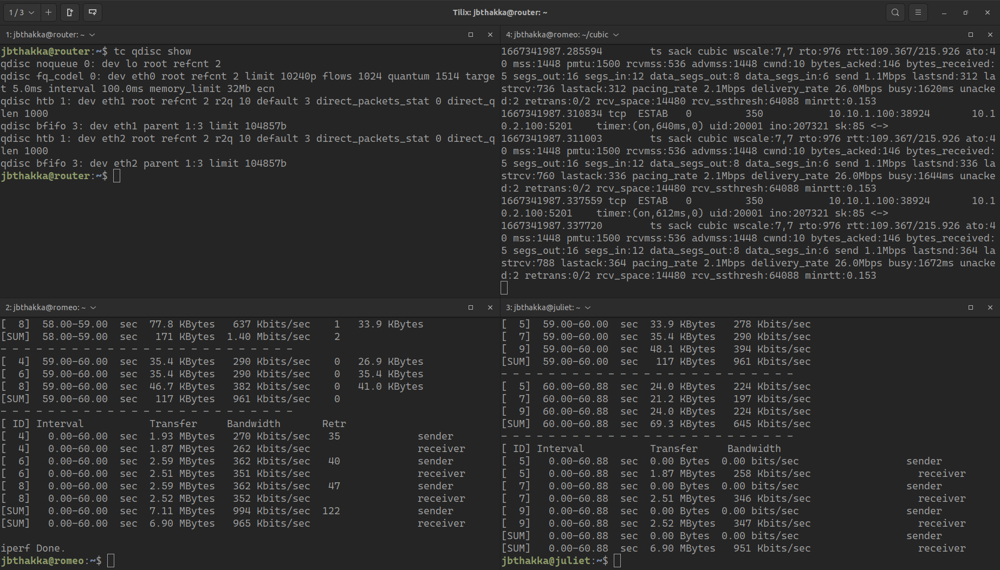 1 / 3
Tilix: jbthakka@router: ~
1: jbthakka@router: ~
jbthakka@router:~$ tc qdisc show
qdisc noqueue 0: dev lo root refcnt 2
qdisc fq_codel 0: dev eth0 root refcnt 2 limit 10240p flows 1024 quantum 1514 targe
t 5.0ms interval 100.0ms memory_limit 32Mb ecn
qdisc htb 1: dev eth1 root refcnt 2 r2q 10 default 3 direct_packets_stat 0 direct_q
len 1000
qdisc bfifo 3: dev eth1 parent 1:3 limit 104857b
qdisc htb 1: dev eth2 root refcnt 2 r2q 10 default 3 direct_packets_stat 0 direct_q
len 1000
qdisc bfifo 3: dev eth2 parent 1:3 limit 104857b
jbthakka@router:~$
4: jbthakka@romeo: ~/cubic
1667341987.285594        ts sack cubic wscale:7,7 rto:976 rtt:109.367/215.926 ato:4
0 mss:1448 pmtu:1500 rcvmss:536 advmss:1448 cwnd:10 bytes_acked:146 bytes_received:
5 segs_out:16 segs_in:12 data_segs_out:8 data_segs_in:6 send 1.1Mbps lastsnd:312 la
strcv:736 lastack:312 pacing_rate 2.1Mbps delivery_rate 26.0Mbps busy:1620ms unacke
d:2 retrans:0/2 rcv_space:14480 rcv_ssthresh:64088 minrtt:0.153
1667341987.310834 tcp  ESTAB   0         350           10.10.1.100:38924       10.1
0.2.100:5201    timer:(on,640ms,0) uid:20001 ino:207321 sk:85 <->
1667341987.311003        ts sack cubic wscale:7,7 rto:976 rtt:109.367/215.926 ato:4
0 mss:1448 pmtu:1500 rcvmss:536 advmss:1448 cwnd:10 bytes_acked:146 bytes_received:
5 segs_out:16 segs_in:12 data_segs_out:8 data_segs_in:6 send 1.1Mbps lastsnd:336 la
strcv:760 lastack:336 pacing_rate 2.1Mbps delivery_rate 26.0Mbps busy:1644ms unacke
d:2 retrans:0/2 rcv_space:14480 rcv_ssthresh:64088 minrtt:0.153
1667341987.337559 tcp  ESTAB   0         350           10.10.1.100:38924       10.1
0.2.100:5201    timer:(on,612ms,0) uid:20001 ino:207321 sk:85 <->
1667341987.337720        ts sack cubic wscale:7,7 rto:976 rtt:109.367/215.926 ato:4
0 mss:1448 pmtu:1500 rcvmss:536 advmss:1448 cwnd:10 bytes_acked:146 bytes_received:
5 segs_out:16 segs_in:12 data_segs_out:8 data_segs_in:6 send 1.1Mbps lastsnd:364 la
strcv:788 lastack:364 pacing_rate 2.1Mbps delivery_rate 26.0Mbps busy:1672ms unacke
d:2 retrans:0/2 rcv_space:14480 rcv_ssthresh:64088 minrtt:0.153
2: jbthakka@romeo: ~
[  8]  58.00-59.00  sec  77.8 KBytes   637 Kbits/sec    1   33.9 KBytes
[SUM]  58.00-59.00  sec   171 KBytes  1.40 Mbits/sec    2
- - - - - - - - - - - - - - - - - - - - - - - - -
[  4]  59.00-60.00  sec  35.4 KBytes   290 Kbits/sec    0   26.9 KBytes
[  6]  59.00-60.00  sec  35.4 KBytes   290 Kbits/sec    0   35.4 KBytes
[  8]  59.00-60.00  sec  46.7 KBytes   382 Kbits/sec    0   41.0 KBytes
[SUM]  59.00-60.00  sec   117 KBytes   961 Kbits/sec    0
- - - - - - - - - - - - - - - - - - - - - - - - -
[ ID] Interval           Transfer     Bandwidth       Retr
[  4]   0.00-60.00  sec  1.93 MBytes   270 Kbits/sec   35             sender
[  4]   0.00-60.00  sec  1.87 MBytes   262 Kbits/sec                  receiver
[  6]   0.00-60.00  sec  2.59 MBytes   362 Kbits/sec   40             sender
[  6]   0.00-60.00  sec  2.51 MBytes   351 Kbits/sec                  receiver
[  8]   0.00-60.00  sec  2.59 MBytes   362 Kbits/sec   47             sender
[  8]   0.00-60.00  sec  2.52 MBytes   352 Kbits/sec                  receiver
[SUM]   0.00-60.00  sec  7.11 MBytes   994 Kbits/sec  122             sender
[SUM]   0.00-60.00  sec  6.90 MBytes   965 Kbits/sec                  receiver
iperf Done.
jbthakka@romeo:~$
3: jbthakka@juliet: ~
[  5]  59.00-60.00  sec  33.9 KBytes   278 Kbits/sec
[  7]  59.00-60.00  sec  35.4 KBytes   290 Kbits/sec
[  9]  59.00-60.00  sec  48.1 KBytes   394 Kbits/sec
[SUM]  59.00-60.00  sec   117 KBytes   961 Kbits/sec
- - - - - - - - - - - - - - - - - - - - - - - - -
[  5]  60.00-60.88  sec  24.0 KBytes   224 Kbits/sec
[  7]  60.00-60.88  sec  21.2 KBytes   197 Kbits/sec
[  9]  60.00-60.88  sec  24.0 KBytes   224 Kbits/sec
[SUM]  60.00-60.88  sec  69.3 KBytes   645 Kbits/sec
- - - - - - - - - - - - - - - - - - - - - - - - -
[ ID] Interval           Transfer     Bandwidth
[  5]   0.00-60.88  sec  0.00 Bytes  0.00 bits/sec                  sender
[  5]   0.00-60.88  sec  1.87 MBytes   258 Kbits/sec                  receiver
[  7]   0.00-60.88  sec  0.00 Bytes  0.00 bits/sec                  sender
[  7]   0.00-60.88  sec  2.51 MBytes   346 Kbits/sec                  receiver
[  9]   0.00-60.88  sec  0.00 Bytes  0.00 bits/sec                  sender
[  9]   0.00-60.88  sec  2.52 MBytes   347 Kbits/sec                  receiver
[SUM]   0.00-60.88  sec  0.00 Bytes  0.00 bits/sec                  sender
[SUM]   0.00-60.88  sec  6.90 MBytes   951 Kbits/sec                  receiver
jbthakka@juliet:~$